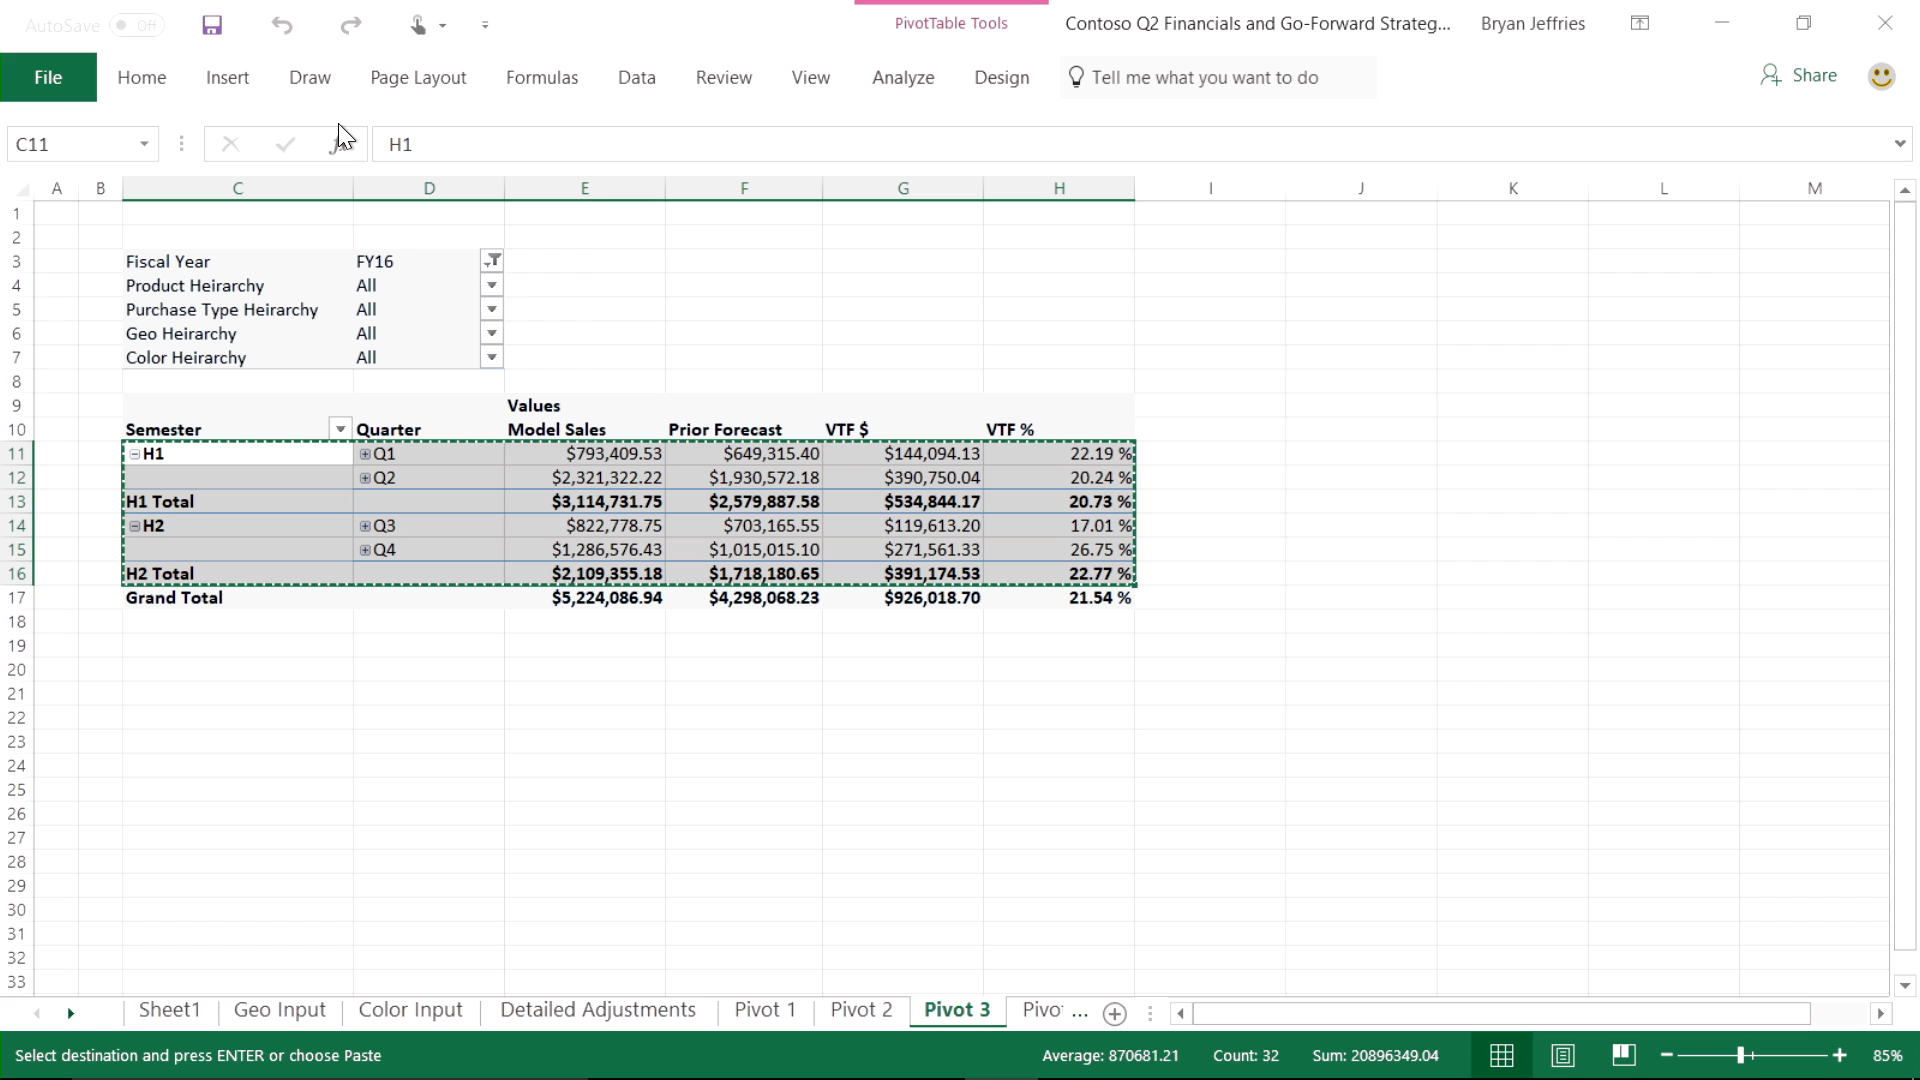 AutoSave Off
PivotTable Tools
Contoso Q2 Financials and Go-Forward Strateg...
Bryan Jeffries
File Home Insert Draw Page Layout Formulas Data Review View Analyze Design Tell me what you want to do Share
C11 H1
A B C D E F G H I J K L M
1
2
3 Fiscal Year FY16
4 Product Heirarchy All
5 Purchase Type Heirarchy All
6 Geo Heirarchy All
7 Color Heirarchy All
8
9 Values
10 Semester Quarter Model Sales Prior Forecast VTF $ VTF %
11 H1 Q1 $793,409.53 $649,315.40 $144,094.13 22.19 %
12 Q2 $2,321,322.22 $1,930,572.18 $390,750.04 20.24 %
13 H1 Total $3,114,731.75 $2,579,887.58 $534,844.17 20.73 %
14 H2 Q3 $822,778.75 $703,165.55 $119,613.20 17.01 %
15 Q4 $1,286,576.43 $1,015,015.10 $271,561.33 26.75 %
16 H2 Total $2,109,355.18 $1,718,180.65 $391,174.53 22.77 %
17 Grand Total $5,224,086.94 $4,298,068.23 $926,018.70 21.54 %
18
19
20
21
22
23
24
25
26
27
28
29
30
31
32
33
Sheet1 Geo Input Color Input Detailed Adjustments Pivot 1 Pivot 2 Pivot 3 Pivo ...
Select destination and press ENTER or choose Paste Average: 870681.21 Count: 32 Sum: 20896349.04 85%